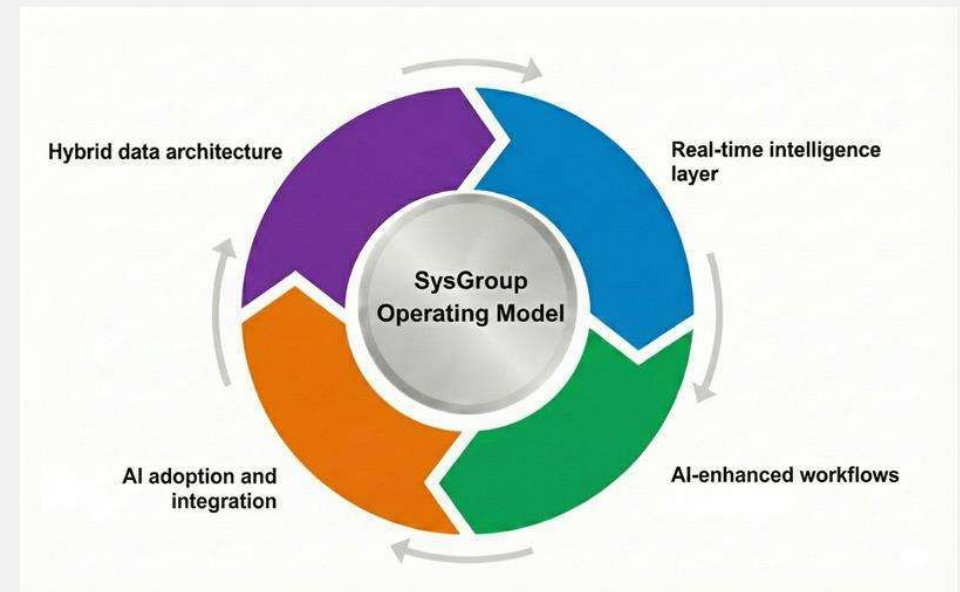 Hybrid data architecture
Real-time intelligence
layer
SysGroup
Operating Model
AI adoption and
integration
AI-enhanced workflows